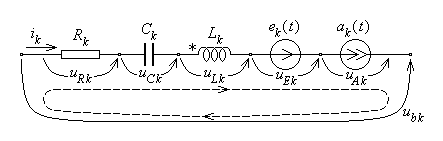 i_k R_k C_k * L_k e_k(t) a_k(t)
u_Rk u_Ck u_Lk u_Ek u_Ak
u_bk